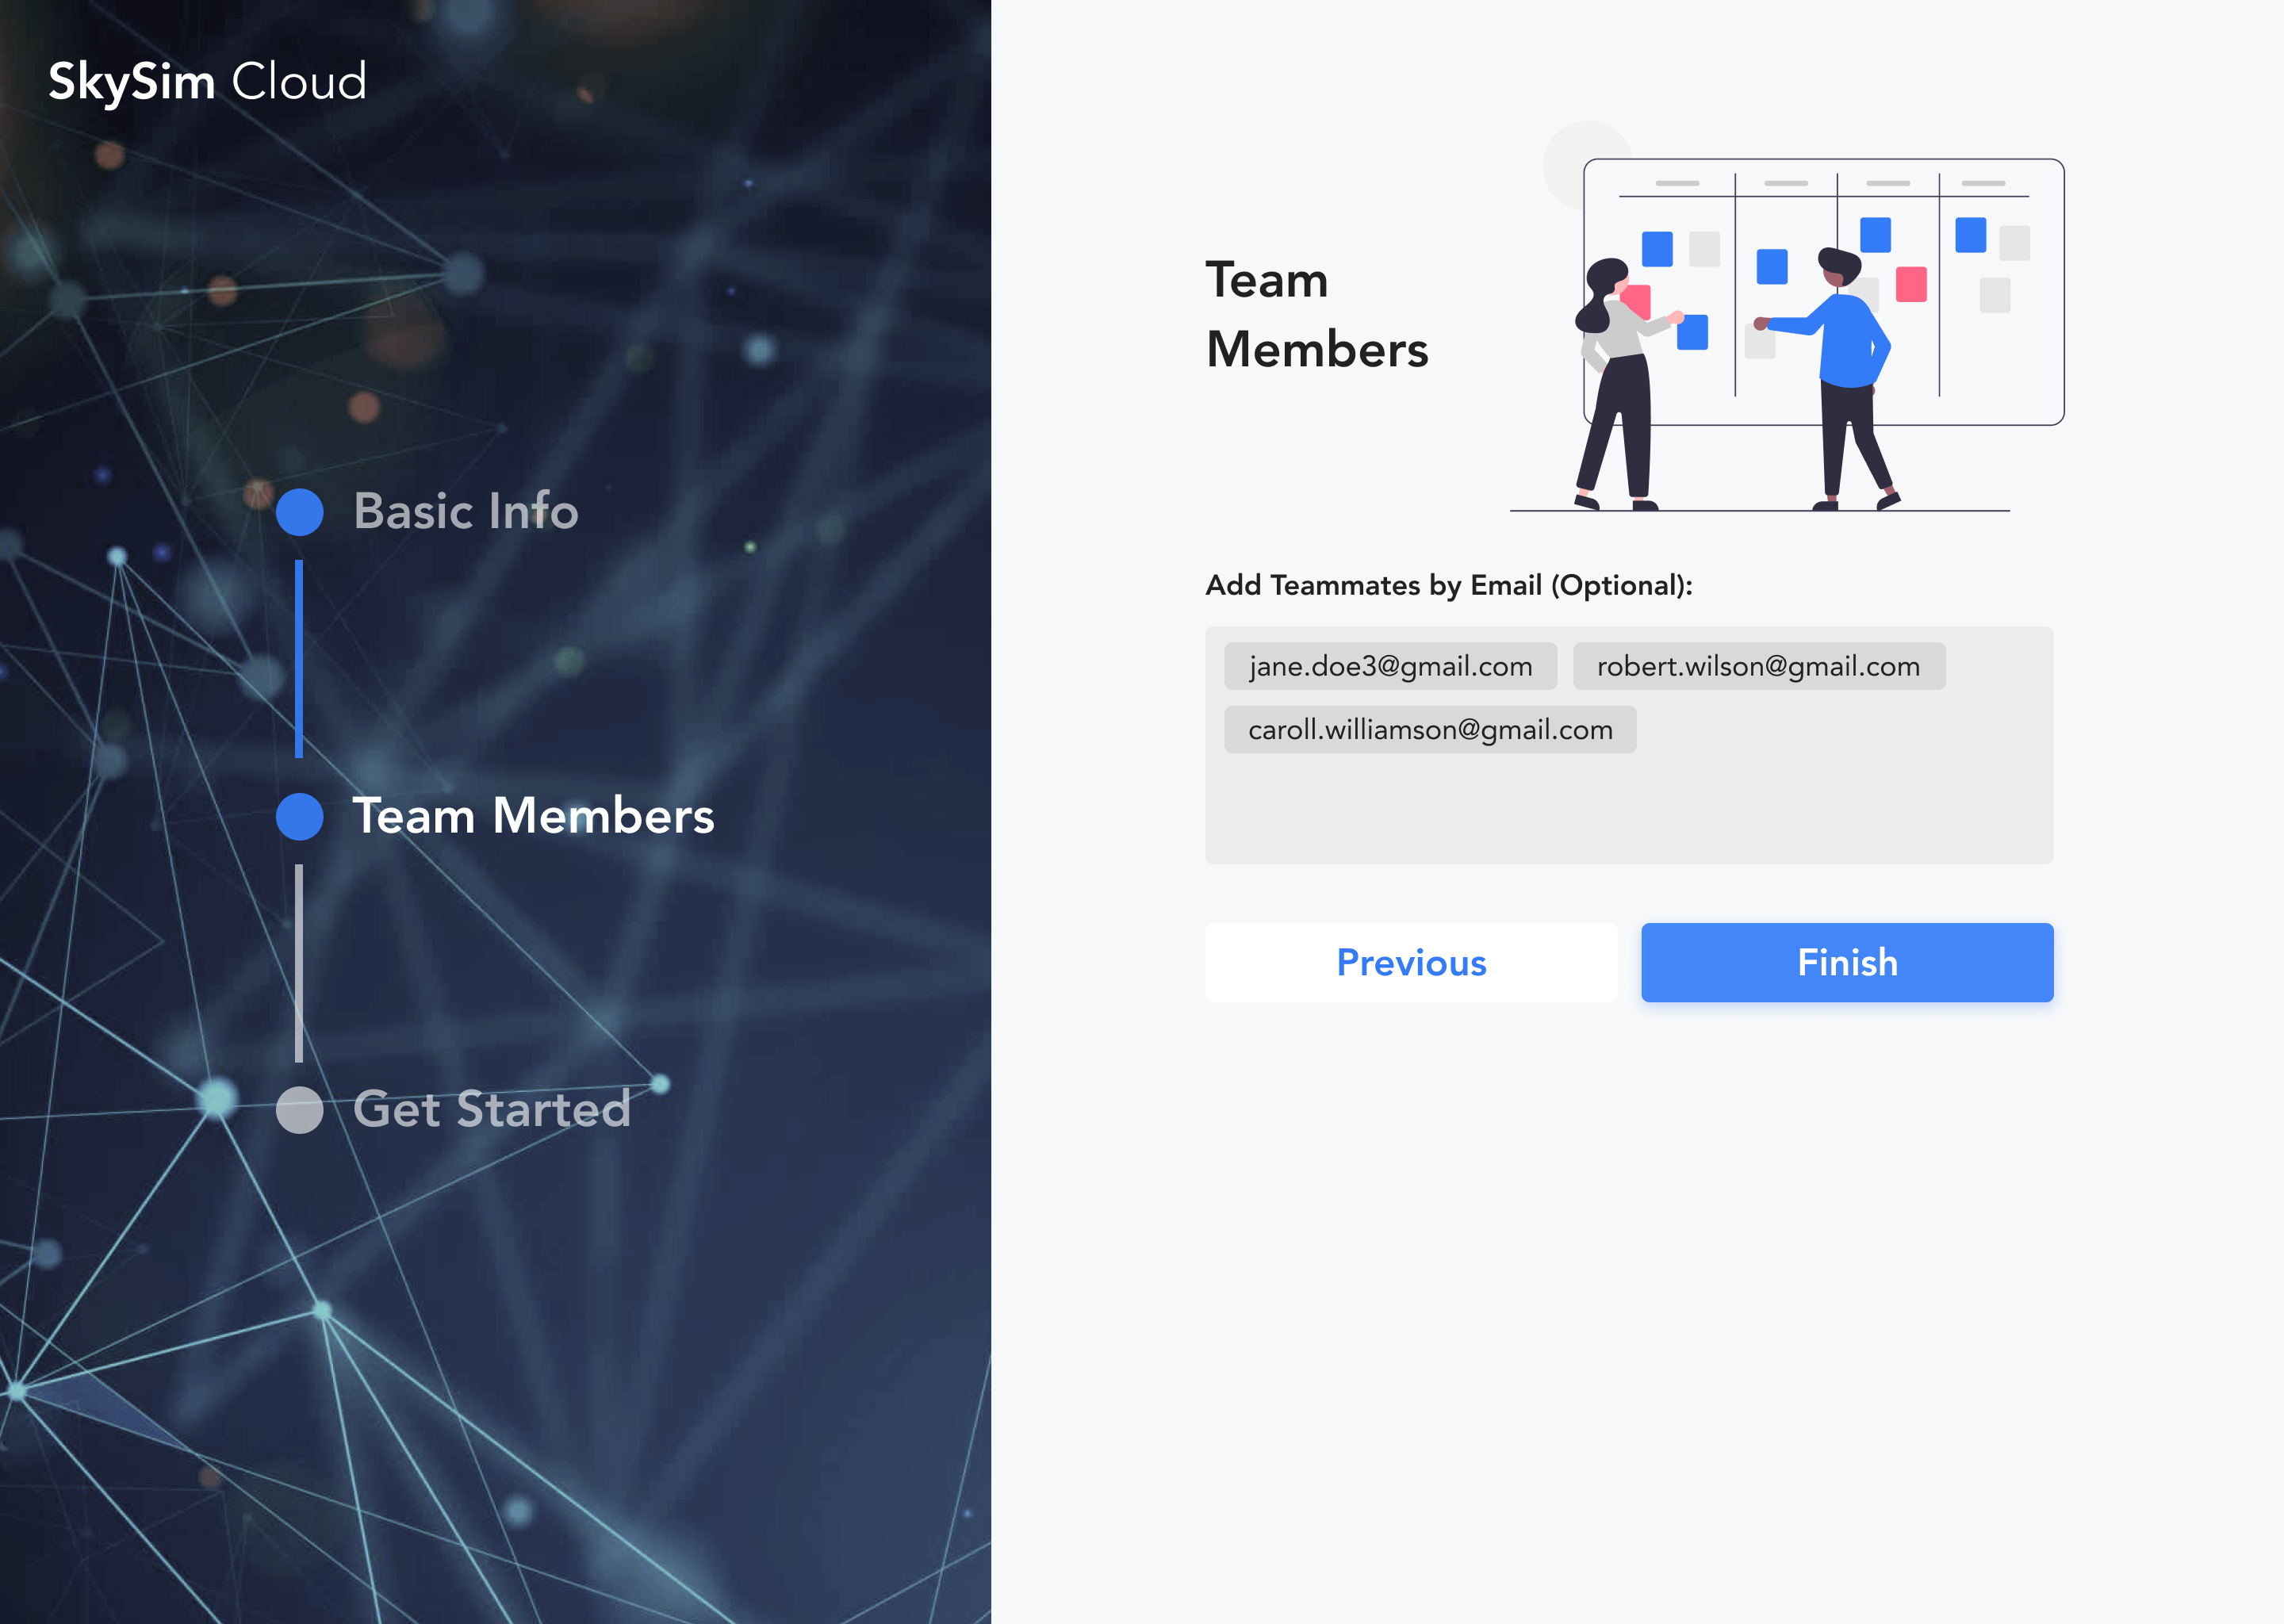 SkySim Cloud
Basic Info
Team Members
Get Started
Team
Members
Add Teammates by Email (Optional):
jane.doe3@gmail.com robert.wilson@gmail.com
caroll.williamson@gmail.com
Previous Finish